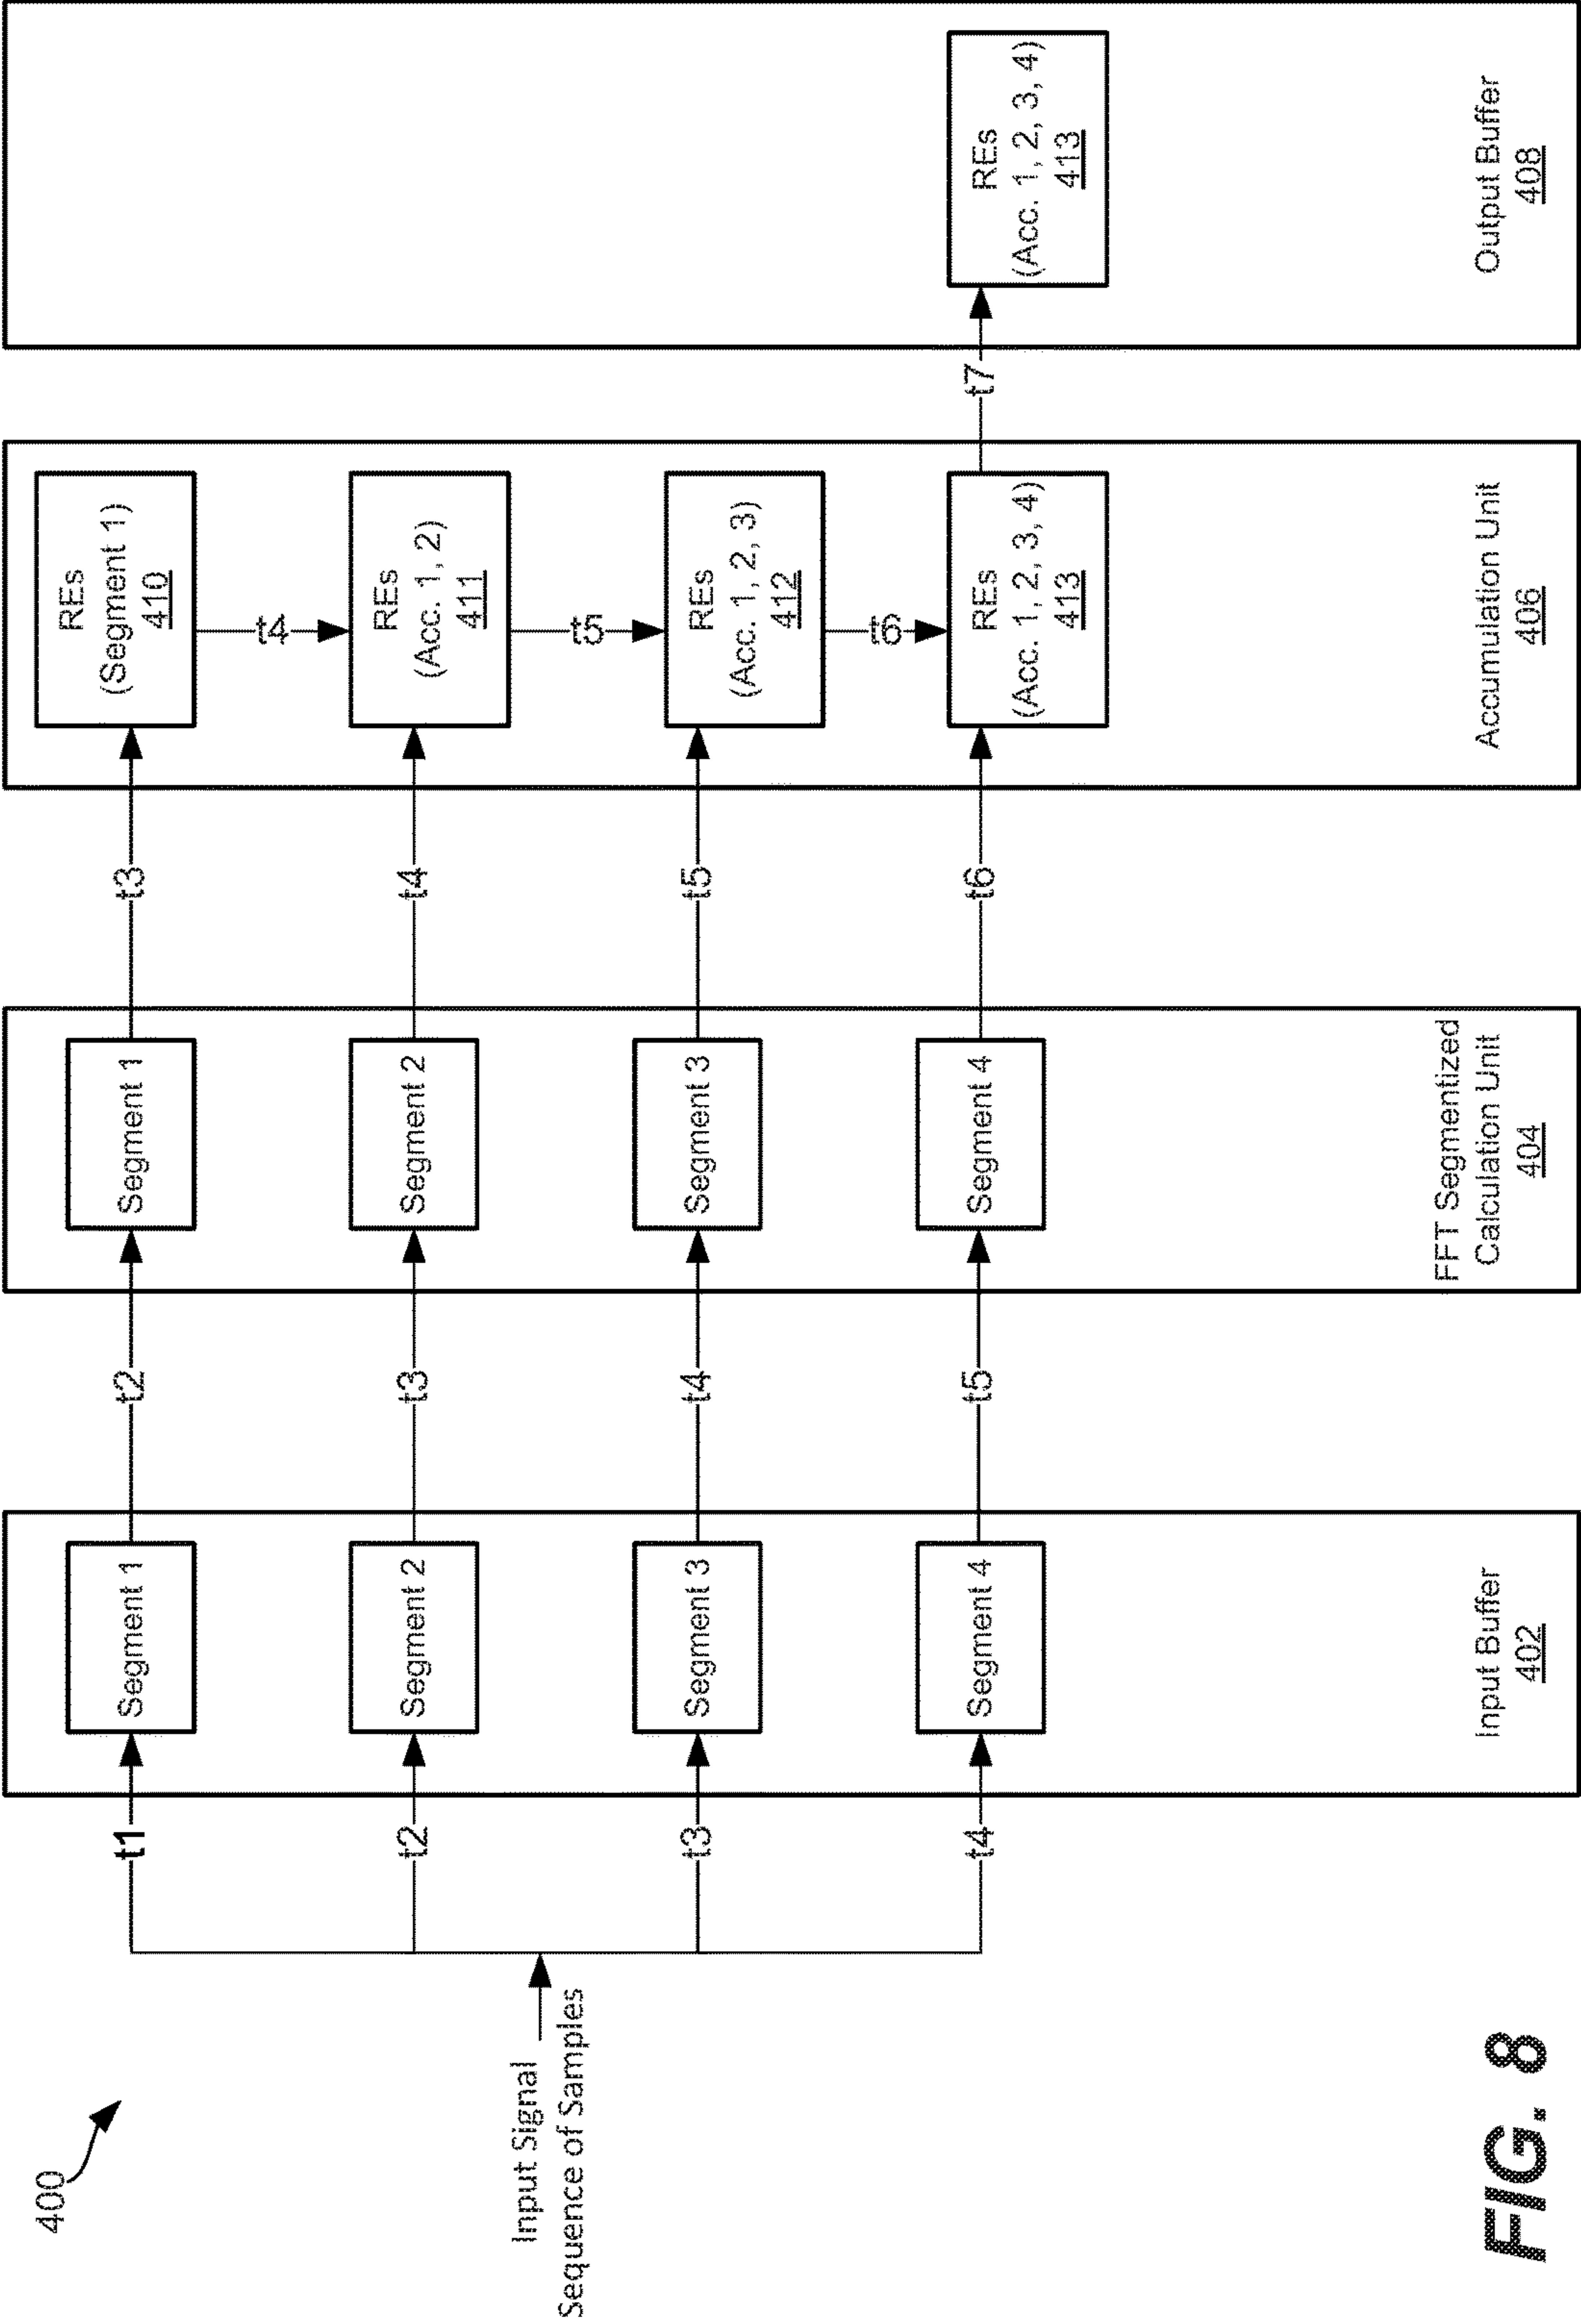 400
Input Signal
Sequence of Samples
t1
t2
t3
t4
Segment 1
Segment 2
Segment 3
Segment 4
Input Buffer
402
t2
t3
t4
t5
Segment 1
Segment 2
Segment 3
Segment 4
FFT Segmentized
Calculation Unit
404
t3
t4
t5
t6
REs
(Segment 1)
410
t4
REs
(Acc. 1, 2)
411
t5
REs
(Acc. 1, 2, 3)
412
t6
REs
(Acc. 1, 2, 3, 4)
413
Accumulation Unit
406
t7
REs
(Acc. 1, 2, 3, 4)
413
Output Buffer
408
FIG. 8